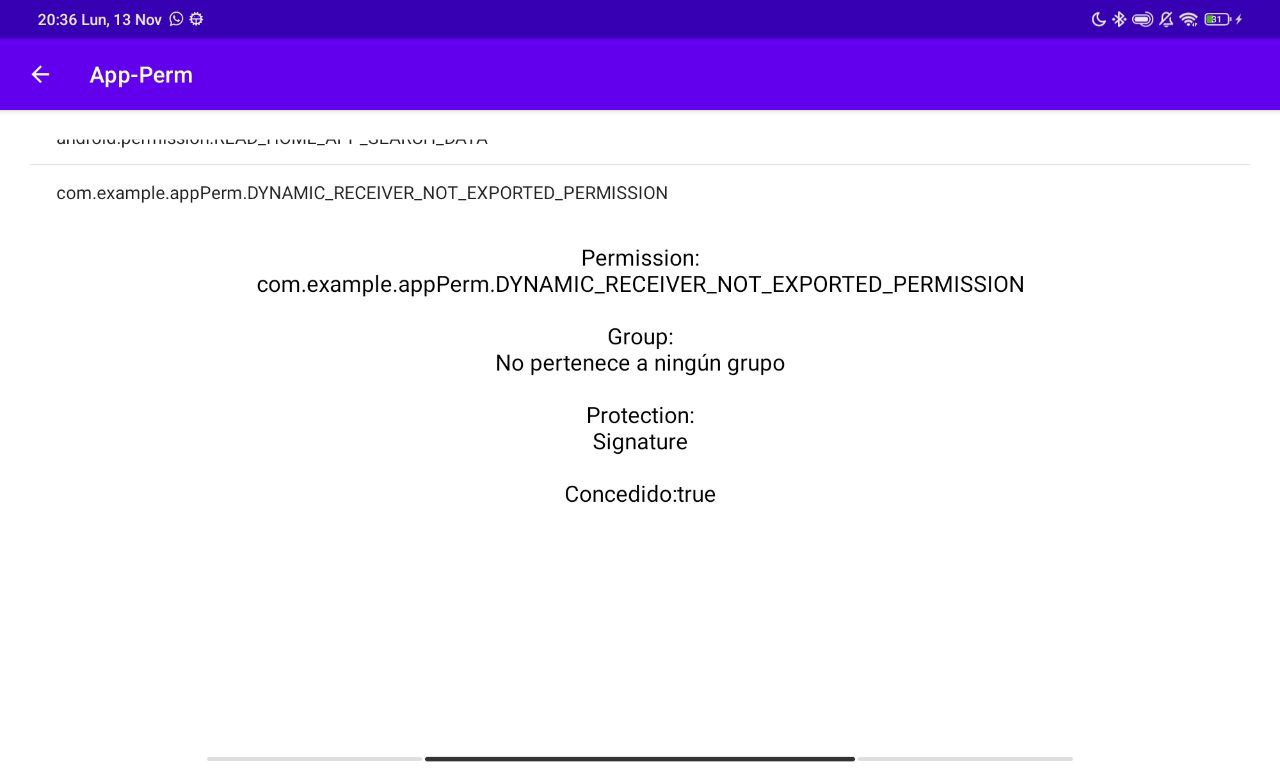 20:36 Lun, 13 Nov
31
App-Perm
android.permission.READ_HOME_APP_SEARCH_DATA
com.example.appPerm.DYNAMIC_RECEIVER_NOT_EXPORTED_PERMISSION
Permission:
com.example.appPerm.DYNAMIC_RECEIVER_NOT_EXPORTED_PERMISSION
Group:
No pertenece a ningún grupo
Protection:
Signature
Concedido:true